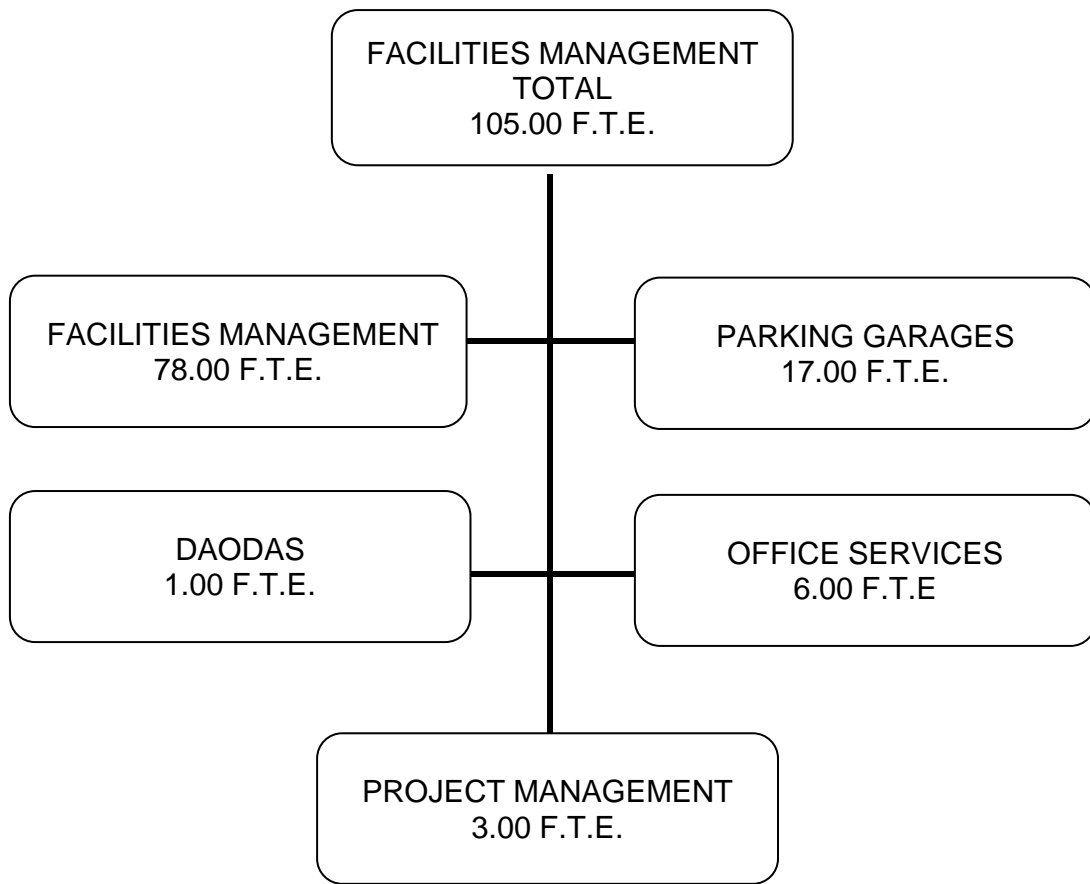 FACILITIES MANAGEMENT
TOTAL
105.00 F.T.E.
FACILITIES MANAGEMENT
78.00 F.T.E.
PARKING GARAGES
17.00 F.T.E.
DAODAS
1.00 F.T.E.
OFFICE SERVICES
6.00 F.T.E
PROJECT MANAGEMENT
3.00 F.T.E.